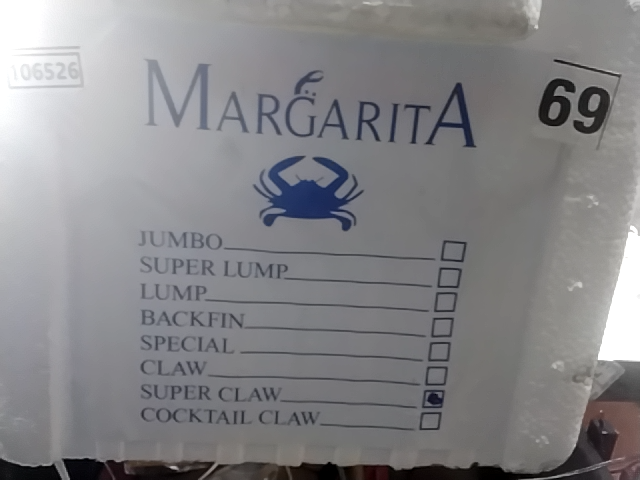 106526
MARGARITA
69
JUMBO
SUPER LUMP
LUMP
BACKFIN
SPECIAL
CLAW
SUPER CLAW
COCKTAIL CLAW